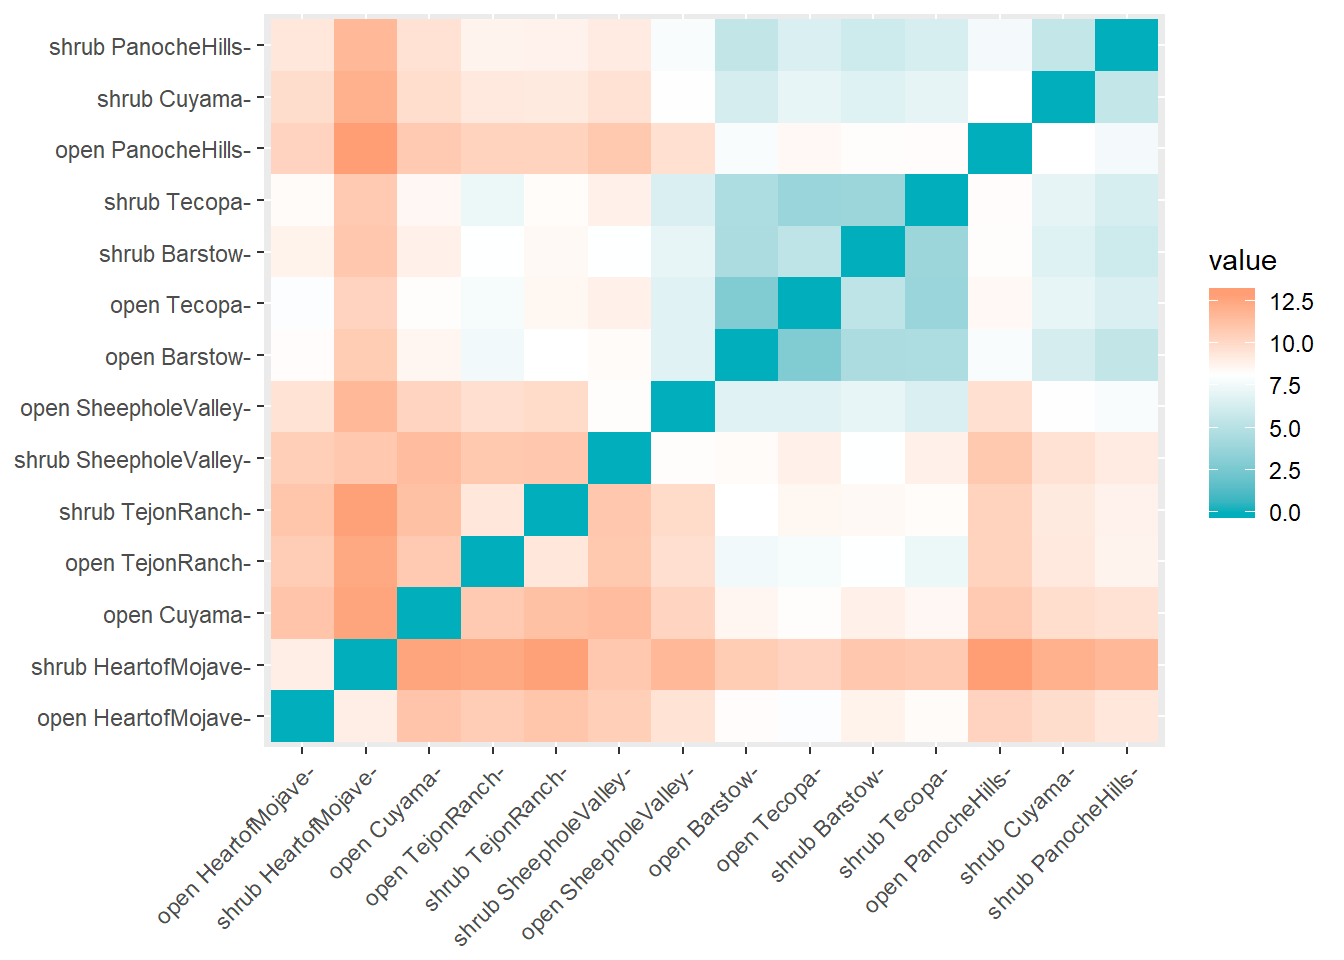 shrub PanocheHills-
shrub Cuyama-
open PanocheHills-
shrub Tecopa-
shrub Barstow-
open Tecopa-
open Barstow-
open SheepholeValley-
shrub SheepholeValley-
shrub TejonRanch-
open TejonRanch-
open Cuyama-
shrub HeartofMojave-
open HeartofMojave-
open HeartofMojave-
shrub HeartofMojave-
open Cuyama-
open TejonRanch-
shrub TejonRanch-
shrub SheepholeValley-
open SheepholeValley-
open Barstow-
open Tecopa-
shrub Barstow-
shrub Tecopa-
open PanocheHills-
shrub Cuyama-
shrub PanocheHills-
value
12.5
10.0
7.5
5.0
2.5
0.0